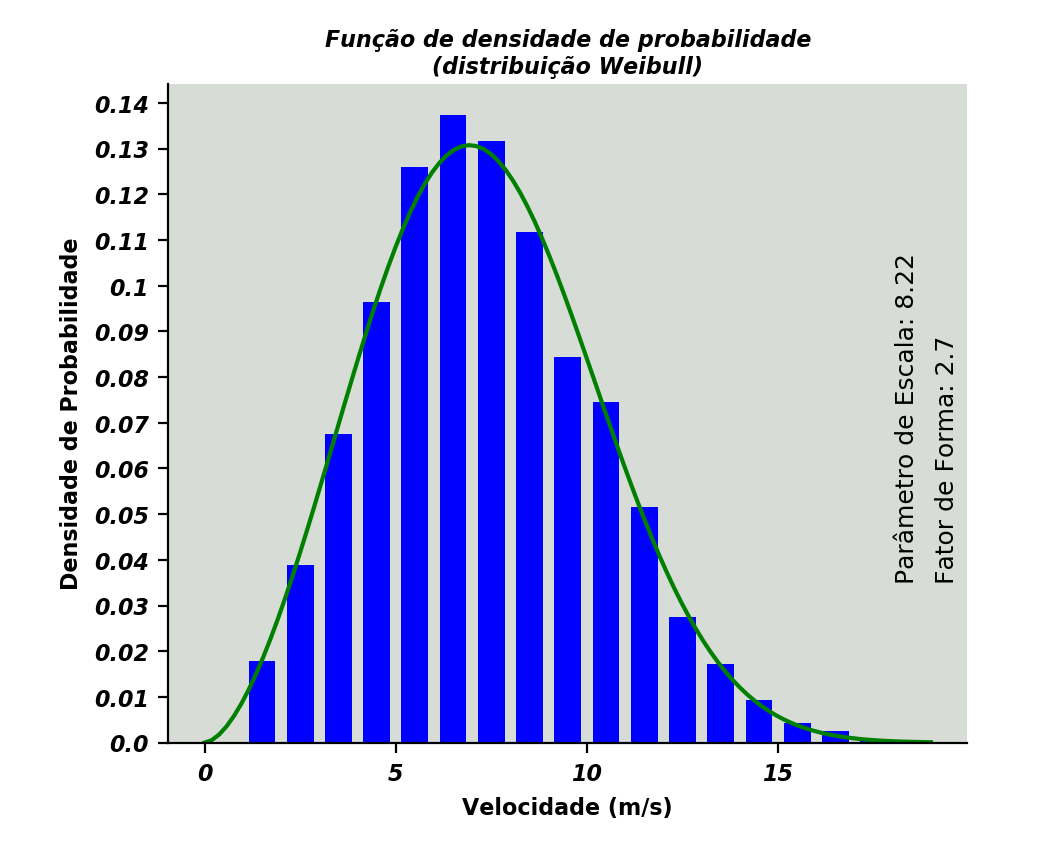 Função de densidade de probabilidade
(distribuição Weibull)
Densidade de Probabilidade
0.14
0.13
0.12
0.11
0.1
0.09
0.08
0.07
0.06
0.05
0.04
0.03
0.02
0.01
0.0
Parâmetro de Escala: 8.22
Fator de Forma: 2.7
0 5 10 15
Velocidade (m/s)